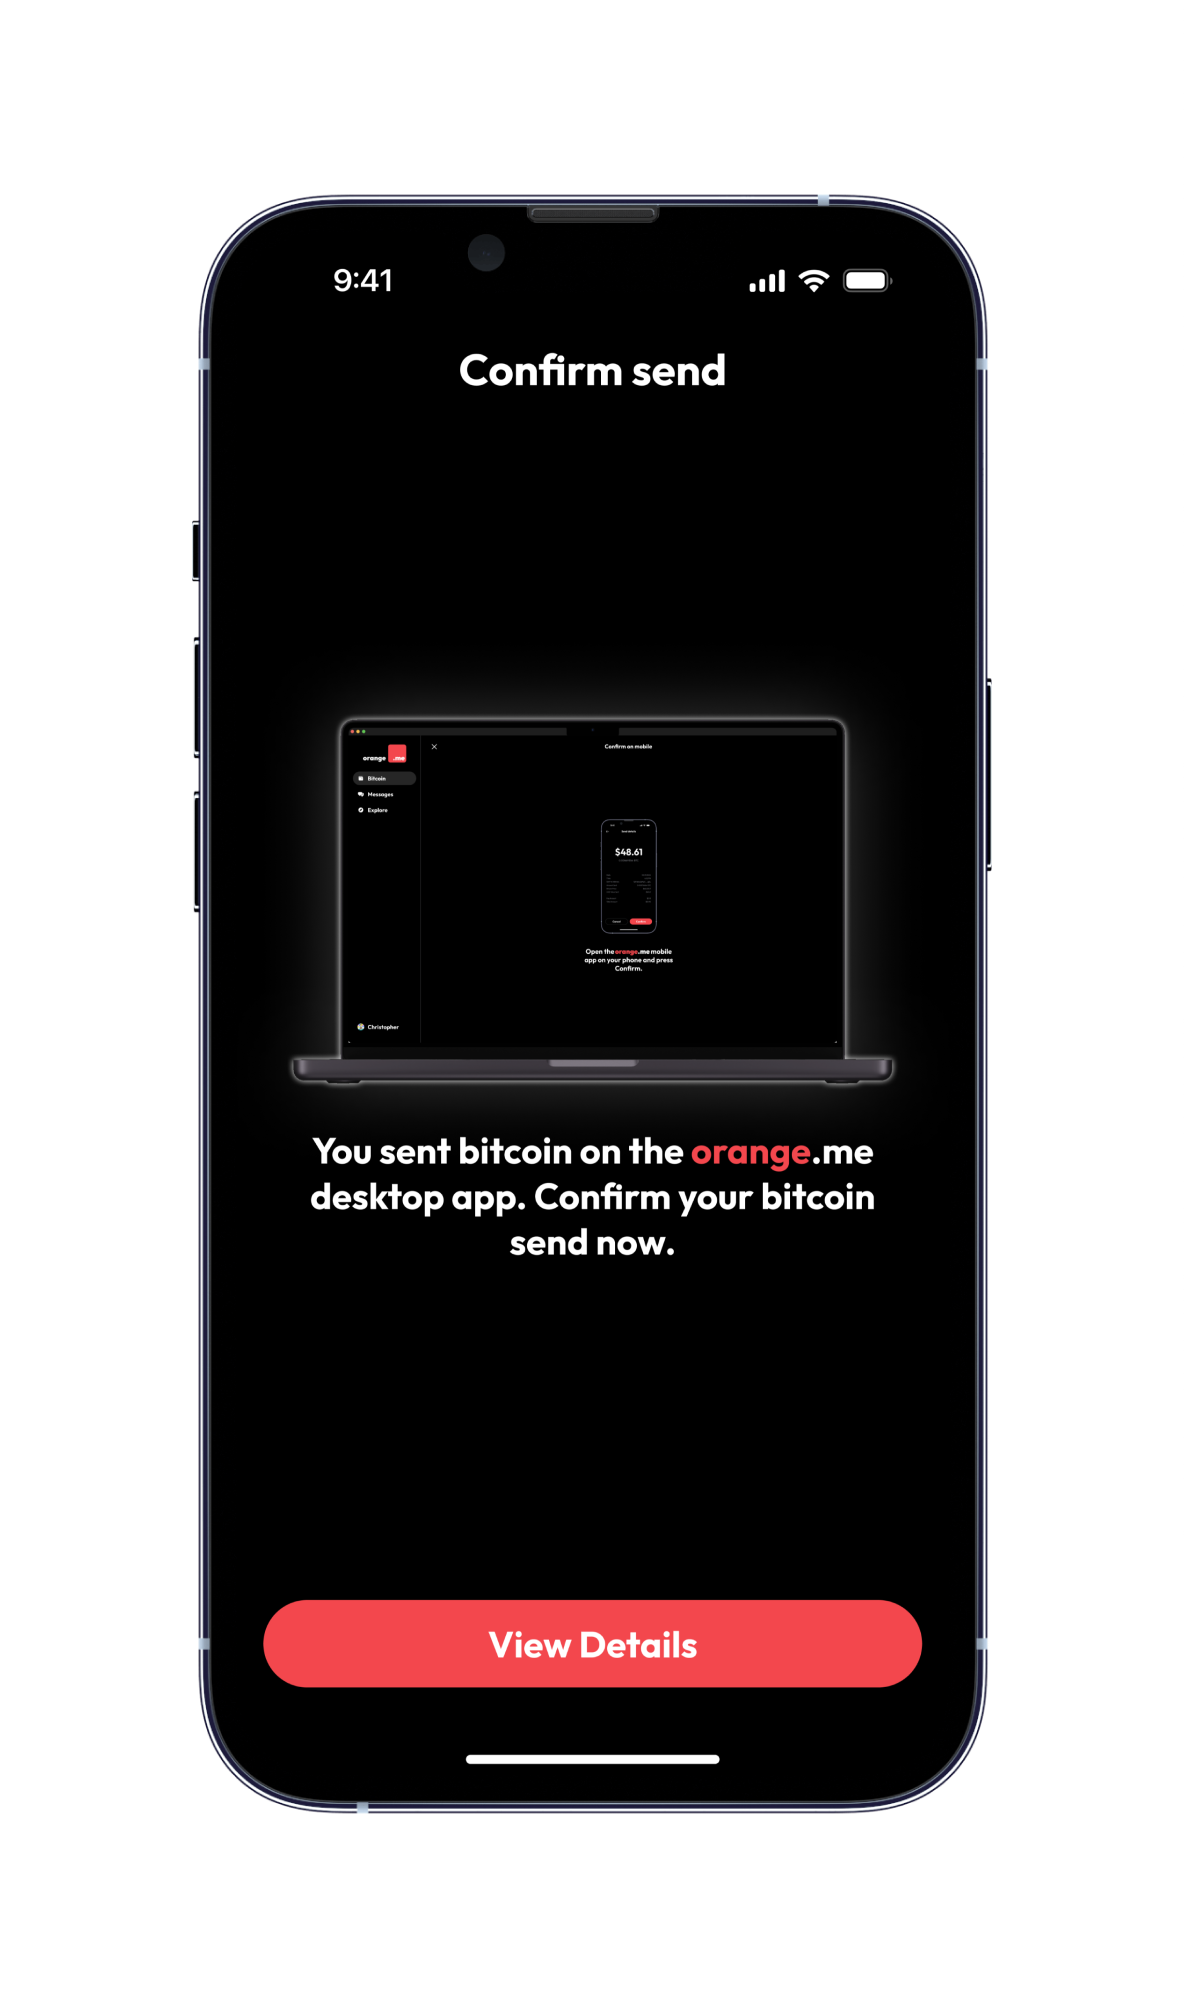 9:41
Confirm send
orange.me
Confirm on mobile
Bitcoin
Messages
Explore
$48.61
Cancel
Confirm
Open the orange.me mobile
app on your phone and press
Confirm.
Christopher
You sent bitcoin on the orange.me
desktop app. Confirm your bitcoin
send now.
View Details